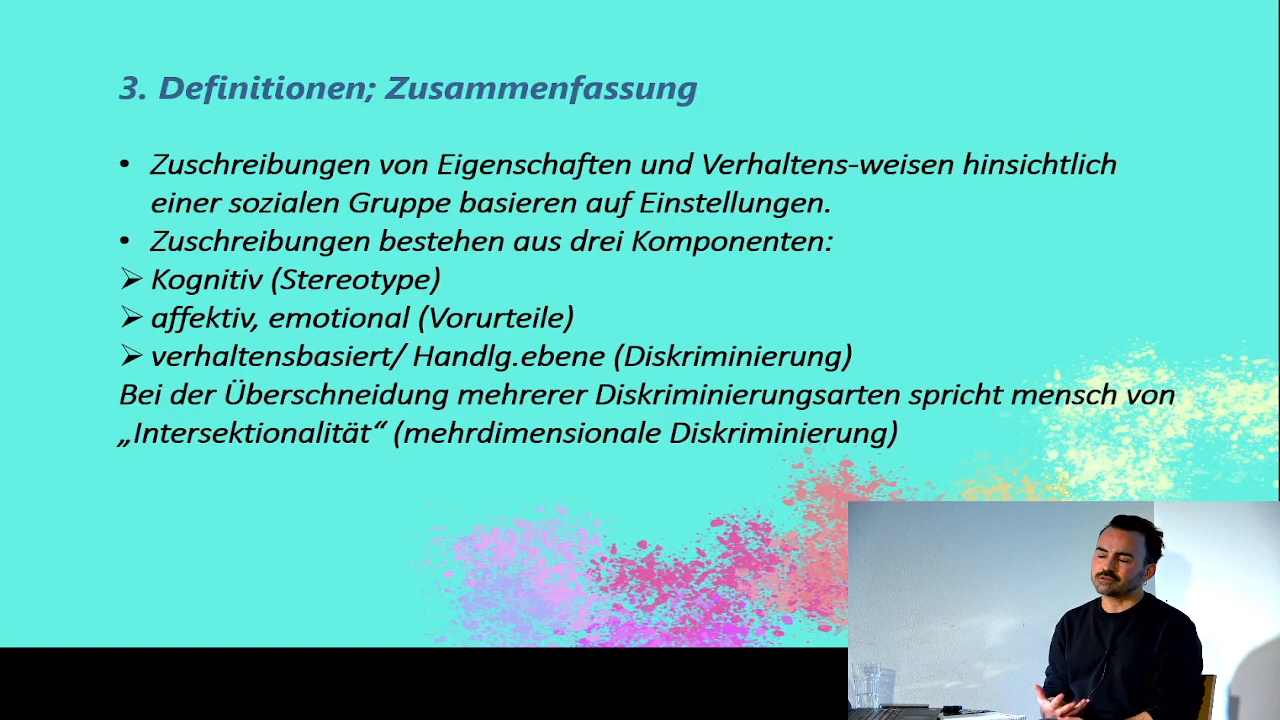 3. Definitionen; Zusammenfassung
• Zuschreibungen von Eigenschaften und Verhaltens-weisen hinsichtlich
einer sozialen Gruppe basieren auf Einstellungen.
• Zuschreibungen bestehen aus drei Komponenten:
➢ Kognitiv (Stereotype)
➢ affektiv, emotional (Vorurteile)
➢ verhaltensbasiert/ Handlg.ebene (Diskriminierung)
Bei der Überschneidung mehrerer Diskriminierungsarten spricht mensch von
„Intersektionalität“ (mehrdimensionale Diskriminierung)